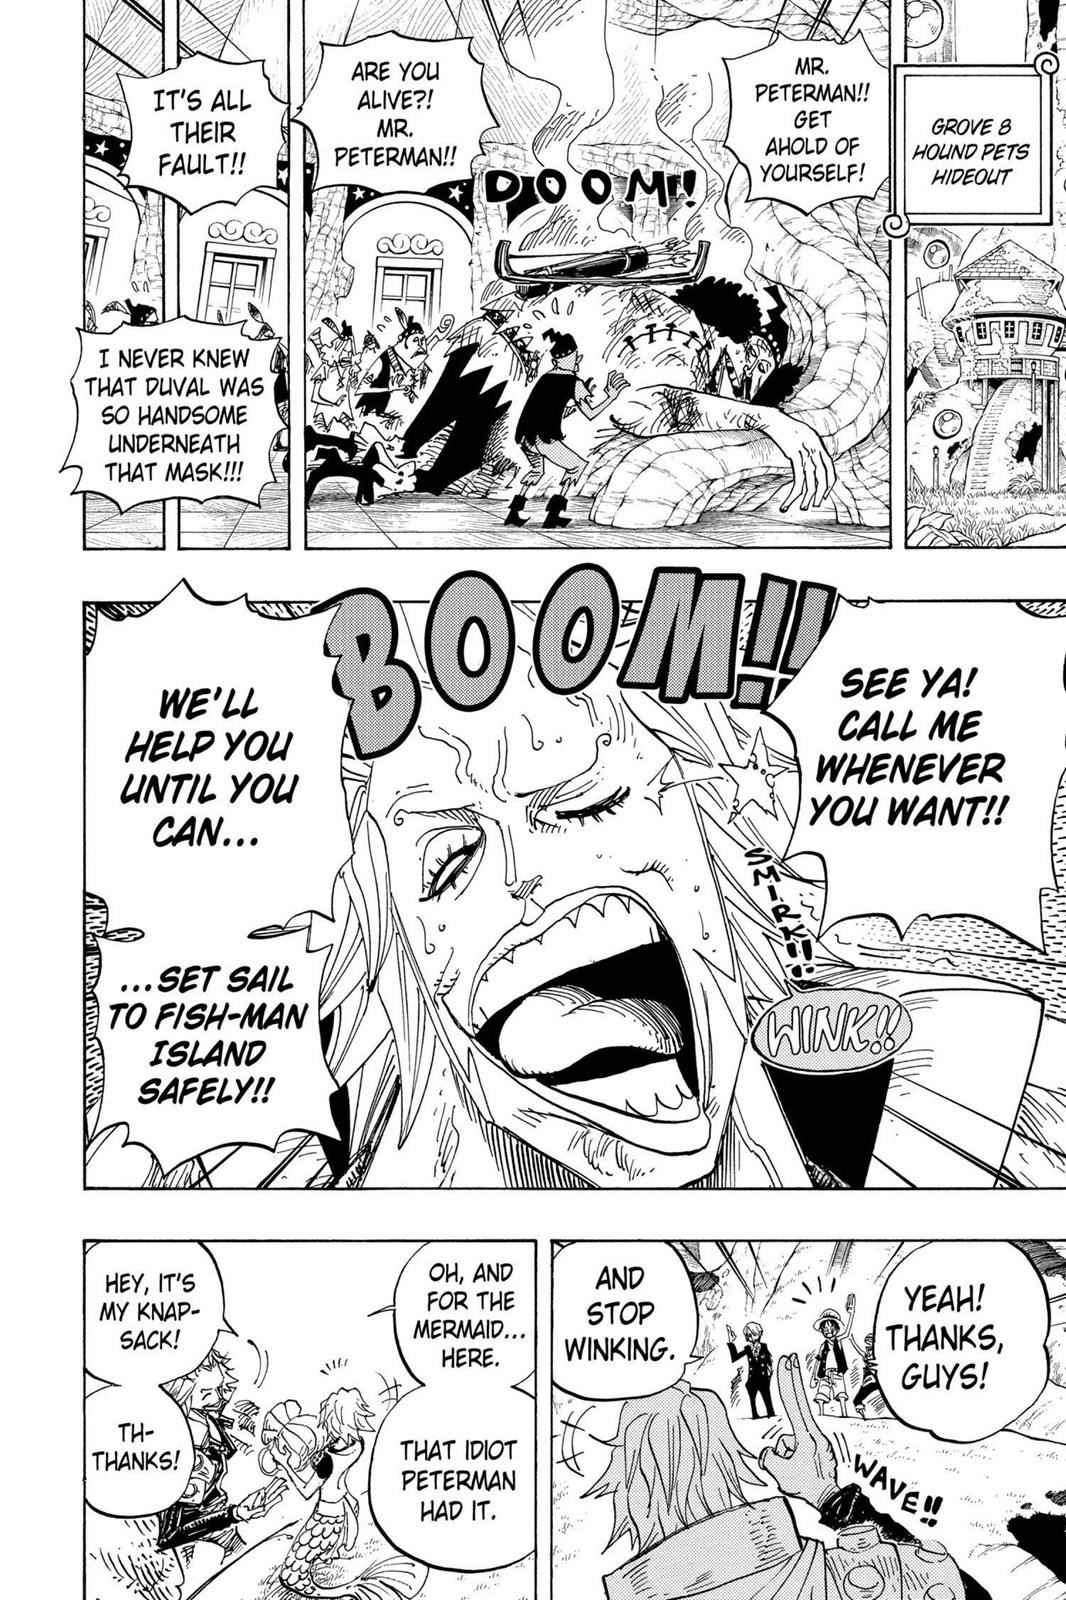 GROVE 8
HOUND PETS
HIDEOUT
MR.
PETERMAN!!
GET
AHOLD OF
YOURSELF!
ARE YOU
ALIVE?!
MR.
PETERMAN!!
DOOM!!
IT'S ALL
THEIR
FAULT!!
I NEVER KNEW
THAT DUVAL WAS
SO HANDSOME
UNDERNEATH
THAT MASK!!!
SEE YA!
CALL ME
WHENEVER
YOU WANT!!
BOOM!!
SMIRK!!
WINK!!
WE'LL
HELP YOU
UNTIL YOU
CAN...
...SET SAIL
TO FISH-MAN
ISLAND
SAFELY!!
YEAH!
THANKS,
GUYS!
AND
STOP
WINKING.
WAVE!!
OH, AND
FOR THE
MERMAID...
HERE.
THAT IDIOT
PETERMAN
HAD IT.
HEY, IT'S
MY KNAP-
SACK!
TH-
THANKS!